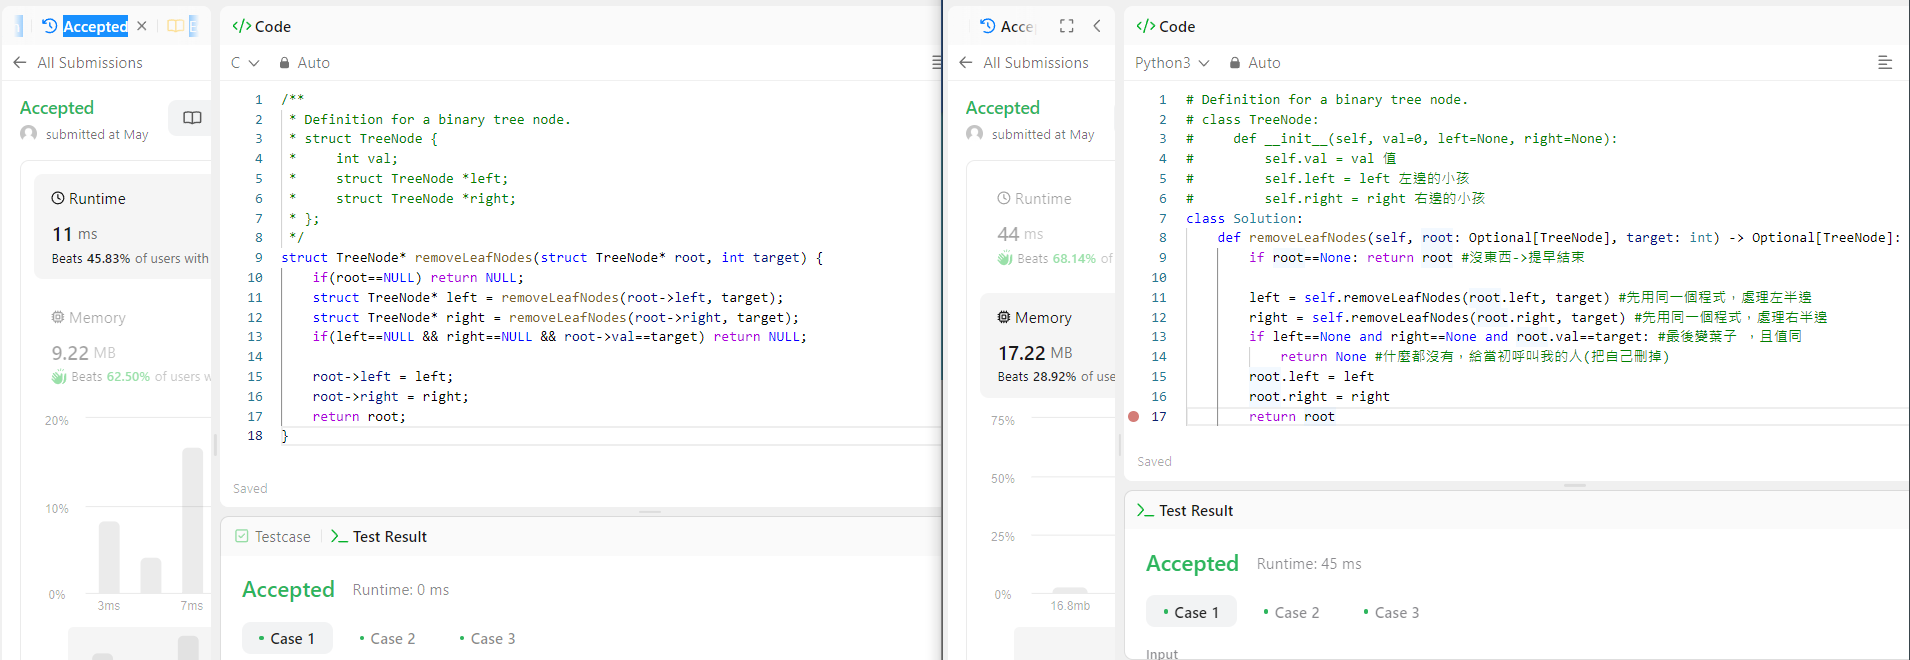 Accepted
All Submissions
Accepted
submitted at May
Runtime
11 ms
Beats 45.83% of users with
Memory
9.22 MB
Beats 62.50% of users w
20%
10%
0%
3ms
7ms
</> Code
C
Auto
1 /**
2 * Definition for a binary tree node.
3 * struct TreeNode {
4 *     int val;
5 *     struct TreeNode *left;
6 *     struct TreeNode *right;
7 * };
8 */
9 struct TreeNode* removeLeafNodes(struct TreeNode* root, int target) {
10     if(root==NULL) return NULL;
11     struct TreeNode* left = removeLeafNodes(root->left, target);
12     struct TreeNode* right = removeLeafNodes(root->right, target);
13     if(left==NULL && right==NULL && root->val==target) return NULL;
14
15     root->left = left;
16     root->right = right;
17     return root;
18 }
Saved
Testcase
Test Result
Accepted Runtime: 0 ms
Case 1
Case 2
Case 3
Acce
All Submissions
Accepted
submitted at May
Runtime
44 ms
Beats 68.14% of
Memory
17.22 MB
Beats 28.92% of use
75%
50%
25%
0%
16.8mb
</> Code
Python3
Auto
1 # Definition for a binary tree node.
2 # class TreeNode:
3 #     def __init__(self, val=0, left=None, right=None):
4 #         self.val = val 值
5 #         self.left = left 左邊的小孩
6 #         self.right = right 右邊的小孩
7 class Solution:
8     def removeLeafNodes(self, root: Optional[TreeNode], target: int) -> Optional[TreeNode]:
9         if root==None: return root #沒東西->提早結束
10
11         left = self.removeLeafNodes(root.left, target) #先用同一個程式，處理左半邊
12         right = self.removeLeafNodes(root.right, target) #先用同一個程式，處理右半邊
13         if left==None and right==None and root.val==target: #最後變葉子 ，且值同
14             return None #什麼都沒有，給當初呼叫我的人(把自己刪掉)
15         root.left = left
16         root.right = right
17         return root
Saved
Test Result
Accepted Runtime: 45 ms
Case 1
Case 2
Case 3
Input